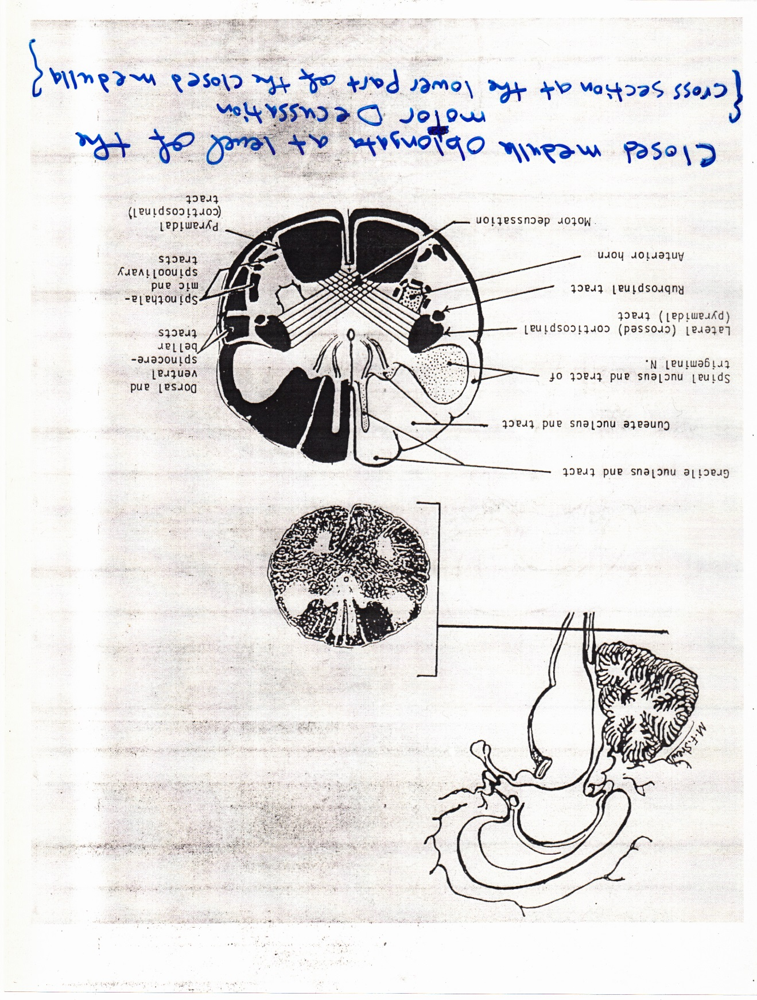 M.F.Stew
Gracile nucleus and tract
Cuneate nucleus and tract
Spinal nucleus and tract of
trigeminal N.
Lateral (crossed) corticospinal
(pyramidal) tract
Rubrospinal tract
Anterior horn
Motor decussation
Dorsal and
ventral
spinocere-
bellar
tracts
Spinothala-
mic and
spinoolivary
tracts
Pyramidal
(corticospinal)
tract
Closed medulla oblongata at level of the
motor Decussation
{cross section at the lower part of the closed medulla}